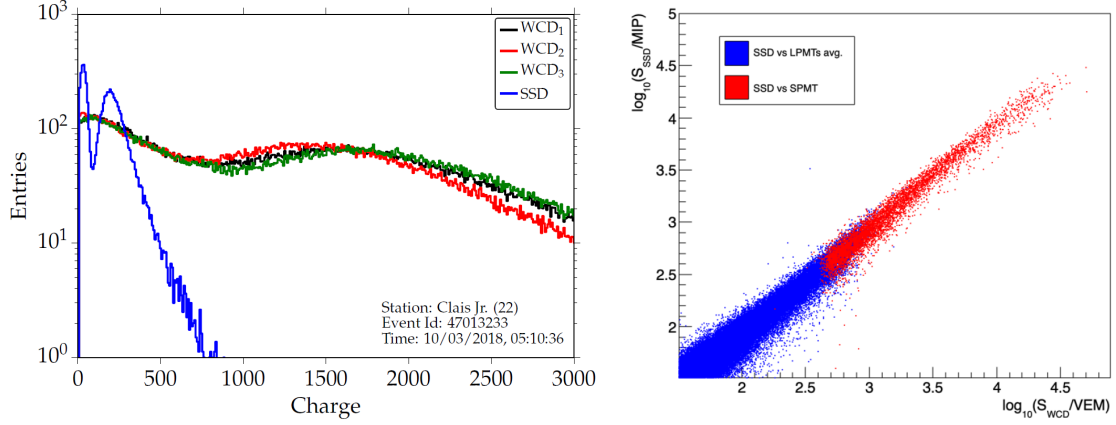 10³
10²
10¹
10⁰
Entries
WCD₁
WCD₂
WCD₃
SSD
Station: Clais Jr. (22)
Event Id: 47013233
Time: 10/03/2018, 05:10:36
0 500 1000 1500 2000 2500 3000
Charge
log₁₀(S_SSD/MIP)
5
4.5
4
3.5
3
2.5
2
SSD vs LPMTs avg.
SSD vs SPMT
2 2.5 3 3.5 4 4.5 5
log₁₀(S_WCD/VEM)